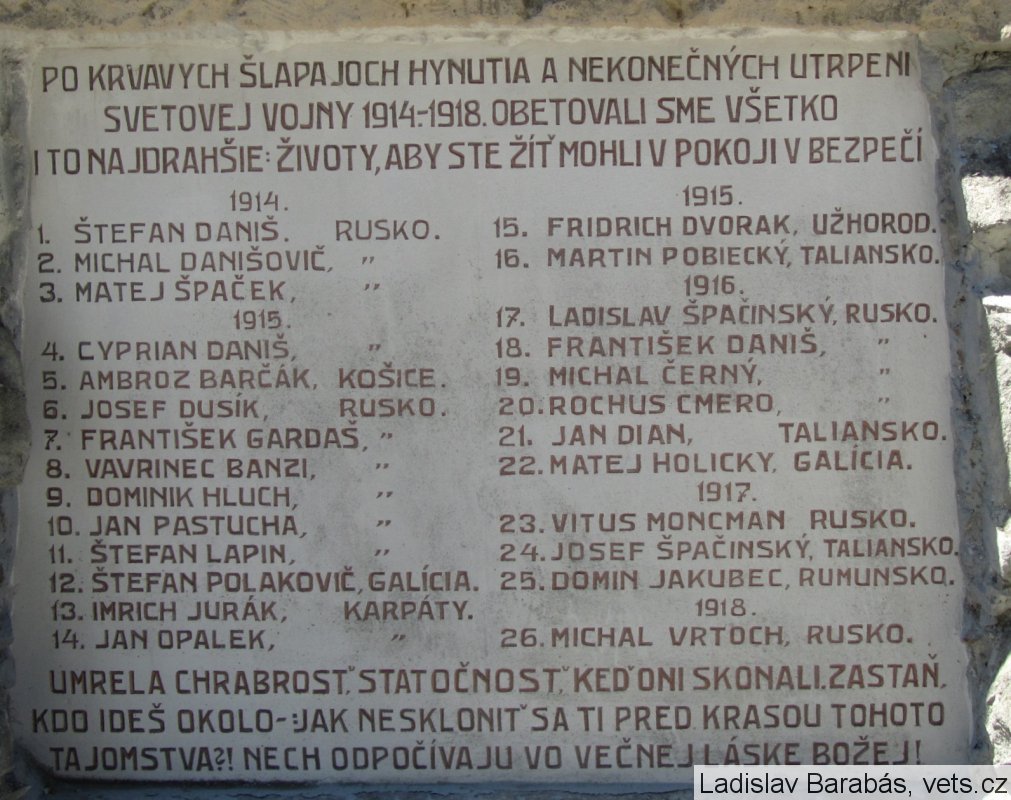 PO KRVAVYCH ŠLAPAJOCH HYNUTIA A NEKONEČNÝCH UTRPENI
SVETOVEJ VOJNY 1914.-1918. OBETOVALI SME VŠETKO
I TO NAJDRAHŠIE: ŽIVOTY, ABY STE ŽÍŤ MOHLI V POKOJI V BEZPEČÍ
1914.
1. ŠTEFAN DANIŠ. RUSKO.
2. MICHAL DANIŠOVIČ, "
3. MATEJ ŠPAČEK, "
1915.
4. CYPRIAN DANIŠ, "
5. AMBROZ BARČÁK, KOŠICE.
6. JOSEF DUSÍK, RUSKO.
7. FRANTIŠEK GARDAŠ, "
8. VAVRINEC BANZI, "
9. DOMINIK HLUCH, "
10. JAN PASTUCHA, "
11. ŠTEFAN LAPIN, "
12. ŠTEFAN POLAKOVIČ, GALÍCIA.
13. IMRICH JURÁK, KARPÁTY.
14. JAN OPALEK, "
1915.
15. FRIDRICH DVORAK, UŽHOROD.
16. MARTIN POBIECKÝ, TALIANSKO.
1916.
17. LADISLAV ŠPAČINSKÝ, RUSKO.
18. FRANTIŠEK DANIŠ, "
19. MICHAL ČERNÝ, "
20. ROCHUS CMERO, "
21. JAN DIAN, TALIANSKO.
22. MATEJ HOLICKY, GALÍCIA.
1917.
23. VITUS MONCMAN RUSKO.
24. JOSEF ŠPAČINSKÝ, TALIANSKO.
25. DOMIN JAKUBEC, RUMUNSKO.
1918.
26. MICHAL VRTOCH, RUSKO.
UMRELA CHRABROSŤ, STATOČNOSŤ KEĎ ONI SKONALI. ZASTAŇ,
KDO IDEŠ OKOLO-: JAK NESKLONIŤ SA TI PRED KRASOU TOHOTO
TAJOMSTVA?! NECH ODPOČÍVAJU VO VEČNEJ LÁSKE BOŽEJ!
Ladislav Barabás, vets.cz